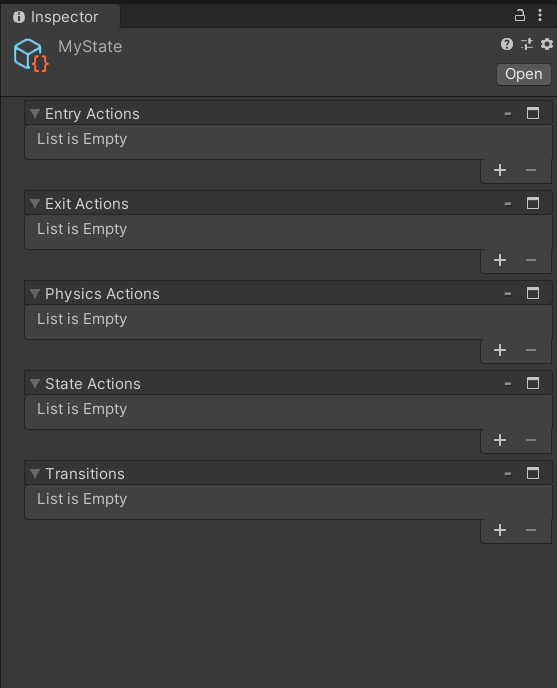 Inspector
MyState
Open
Entry Actions
List is Empty
Exit Actions
List is Empty
Physics Actions
List is Empty
State Actions
List is Empty
Transitions
List is Empty